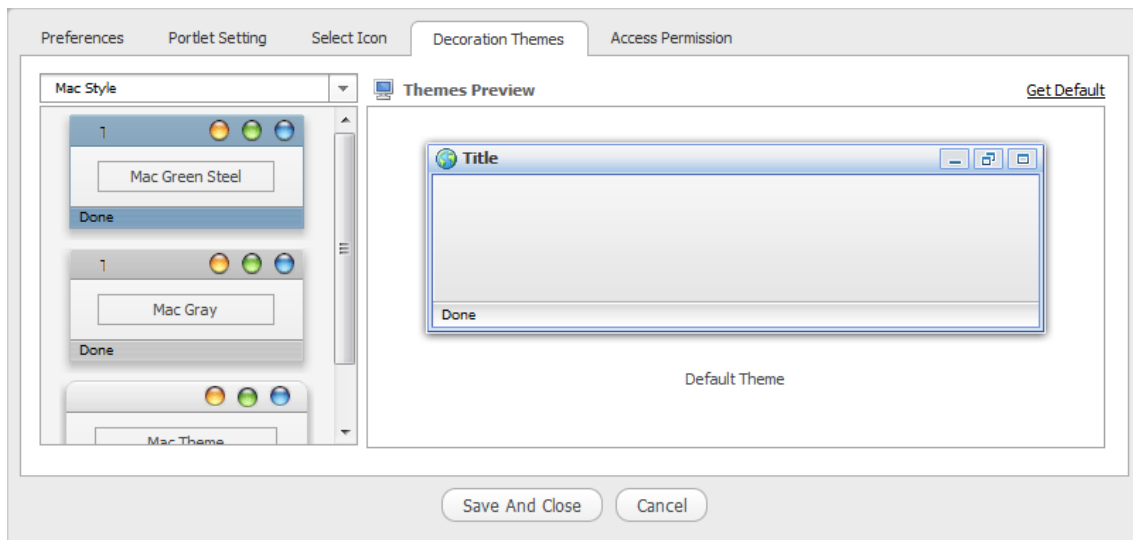 Preferences Portlet Setting Select Icon Decoration Themes Access Permission
Mac Style
Themes Preview
Get Default
1
Mac Green Steel
Done
1
Mac Gray
Done
Mac Theme
Title
Done
Default Theme
Save And Close Cancel